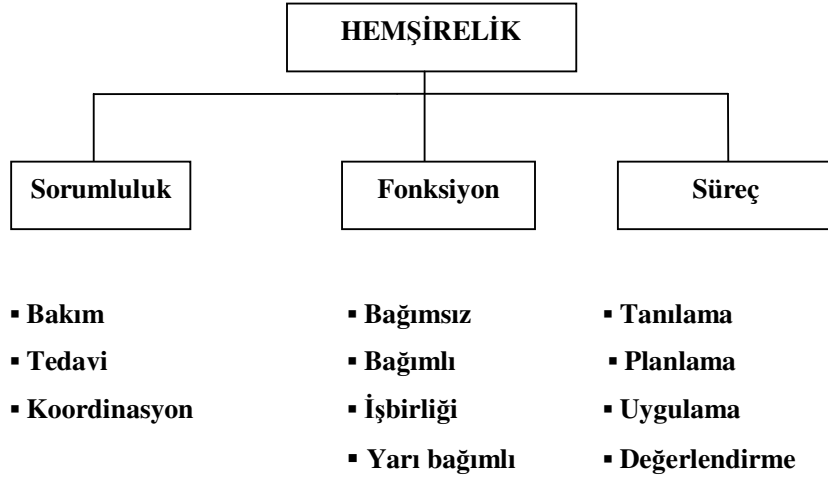 HEMŞİRELİK
Sorumluluk
Fonksiyon
Süreç
▪ Bakım
▪ Tedavi
▪ Koordinasyon
▪ Bağımsız
▪ Bağımlı
▪ İşbirliği
▪ Yarı bağımlı
▪ Tanılama
▪ Planlama
▪ Uygulama
▪ Değerlendirme